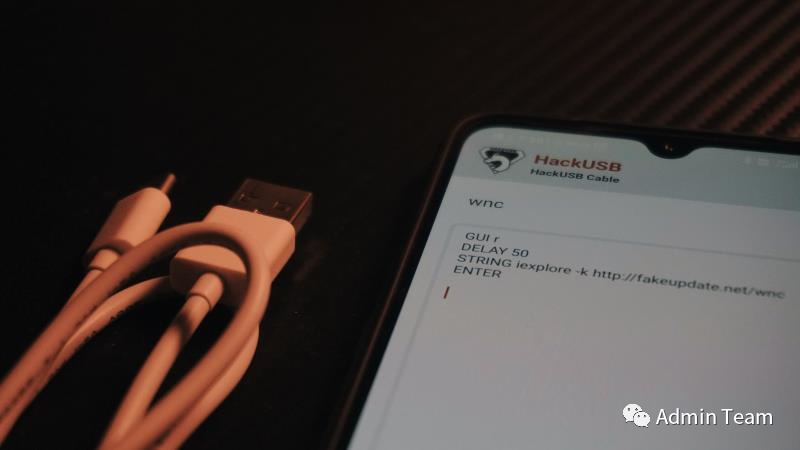 HackUSB
HackUSB Cable
wnc
GUI r
DELAY 50
STRING iexplore -k http://fakeupdate.net/wnc
ENTER
Admin Team